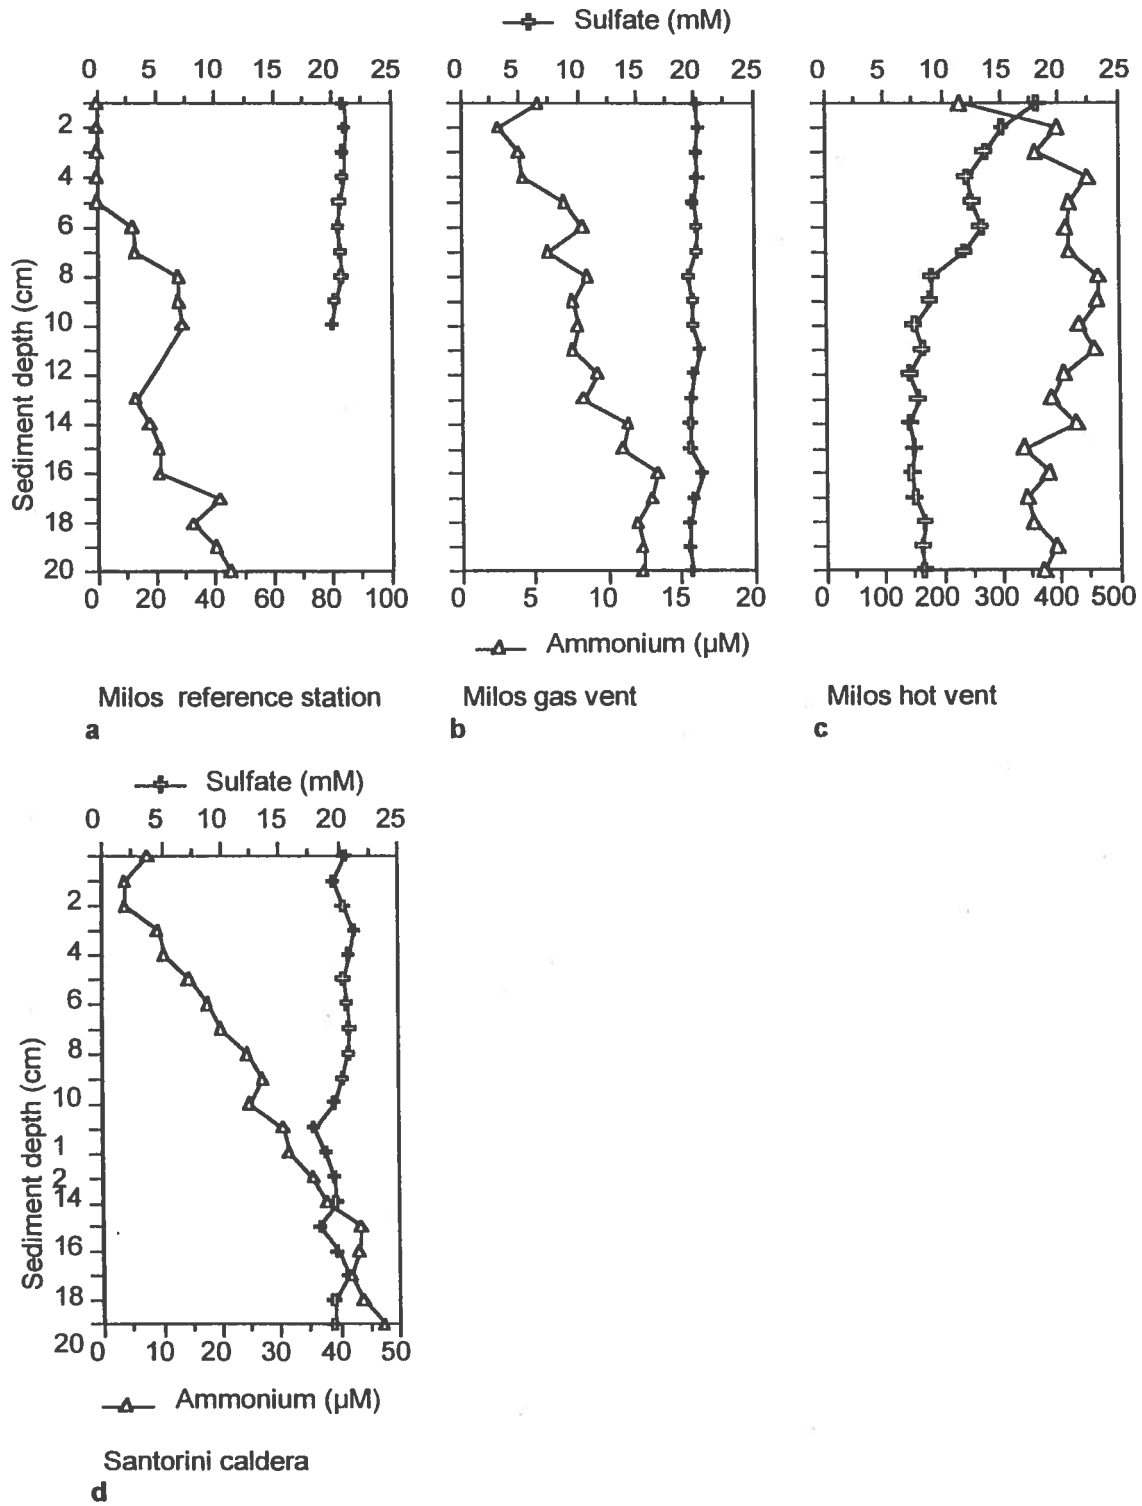 Sulfate (mM)
0 5 10 15 20 25 0 5 10 15 20 25 0 5 10 15 20 25
2
4
6
8
10
12
14
16
18
20
Sediment depth (cm)
0 20 40 60 80 100 0 5 10 15 20 0 100 200 300 400 500
Ammonium (µM)
Milos reference station Milos gas vent Milos hot vent
a b c
Sulfate (mM)
0 5 10 15 20 25
2
4
6
8
10
1
2
14
16
18
20
Sediment depth (cm)
0 10 20 30 40 50
Ammonium (µM)
Santorini caldera
d